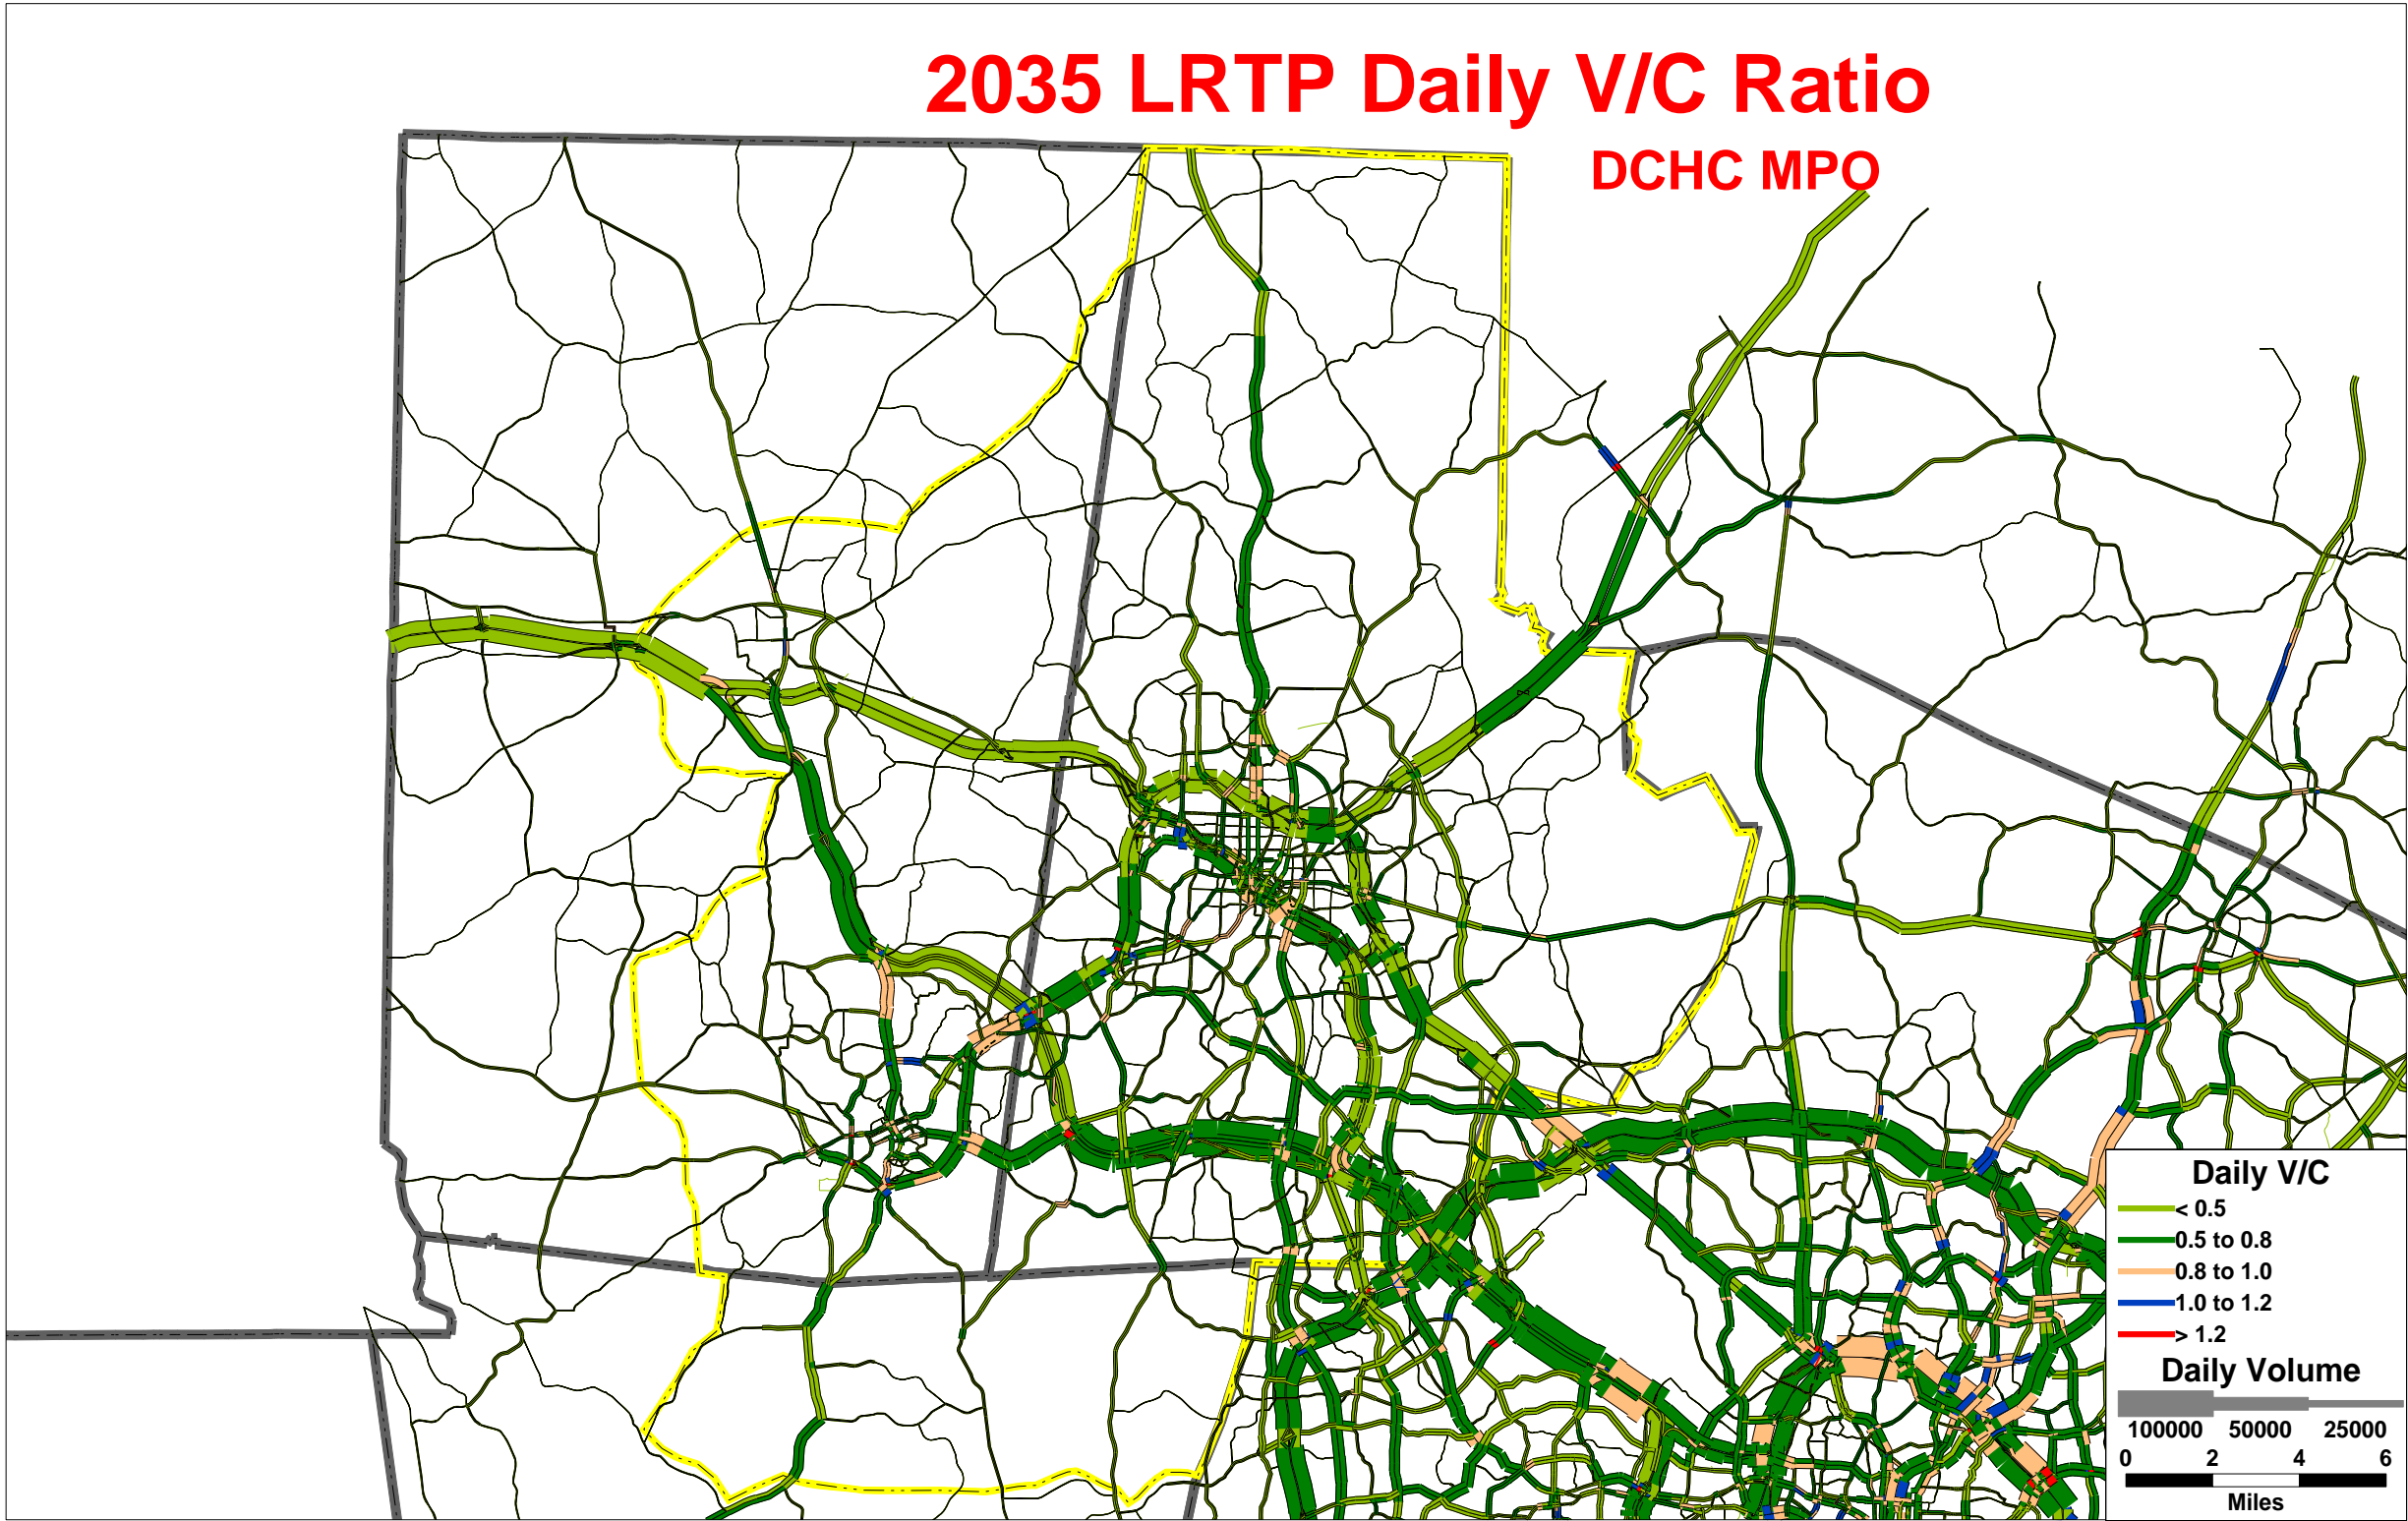 2035 LRTP Daily V/C Ratio
DCHC MPO
Daily V/C
< 0.5
0.5 to 0.8
0.8 to 1.0
1.0 to 1.2
> 1.2
Daily Volume
100000 50000 25000
0 2 4 6
Miles